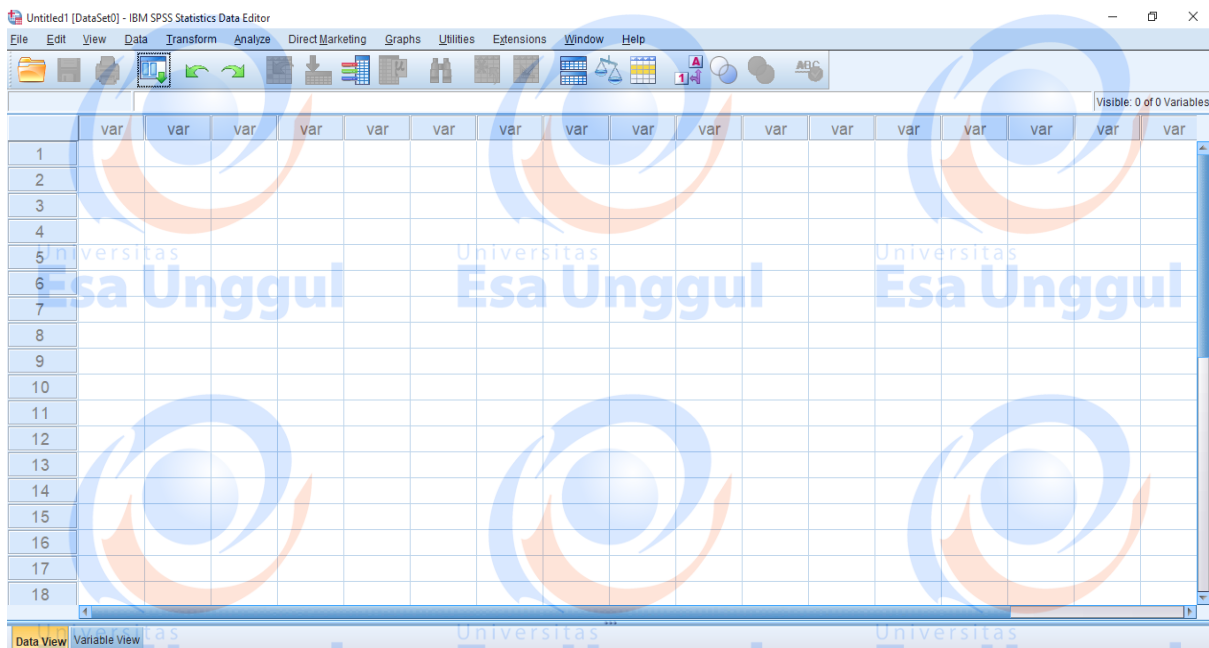 Untitled1 [DataSet0] - IBM SPSS Statistics Data Editor
File Edit View Data Transform Analyze Direct Marketing Graphs Utilities Extensions Window Help
A
1
ABC
Visible: 0 of 0 Variables
var var var var var var var var var var var var var var var var var
1
2
3
4
5
Universitas Universitas Universitas
6
Esa Unggul Esa Unggul Esa Unggul
7
8
9
10
11
12
13
14
15
16
17
18
Data View Variable View
Universitas Universitas Universitas